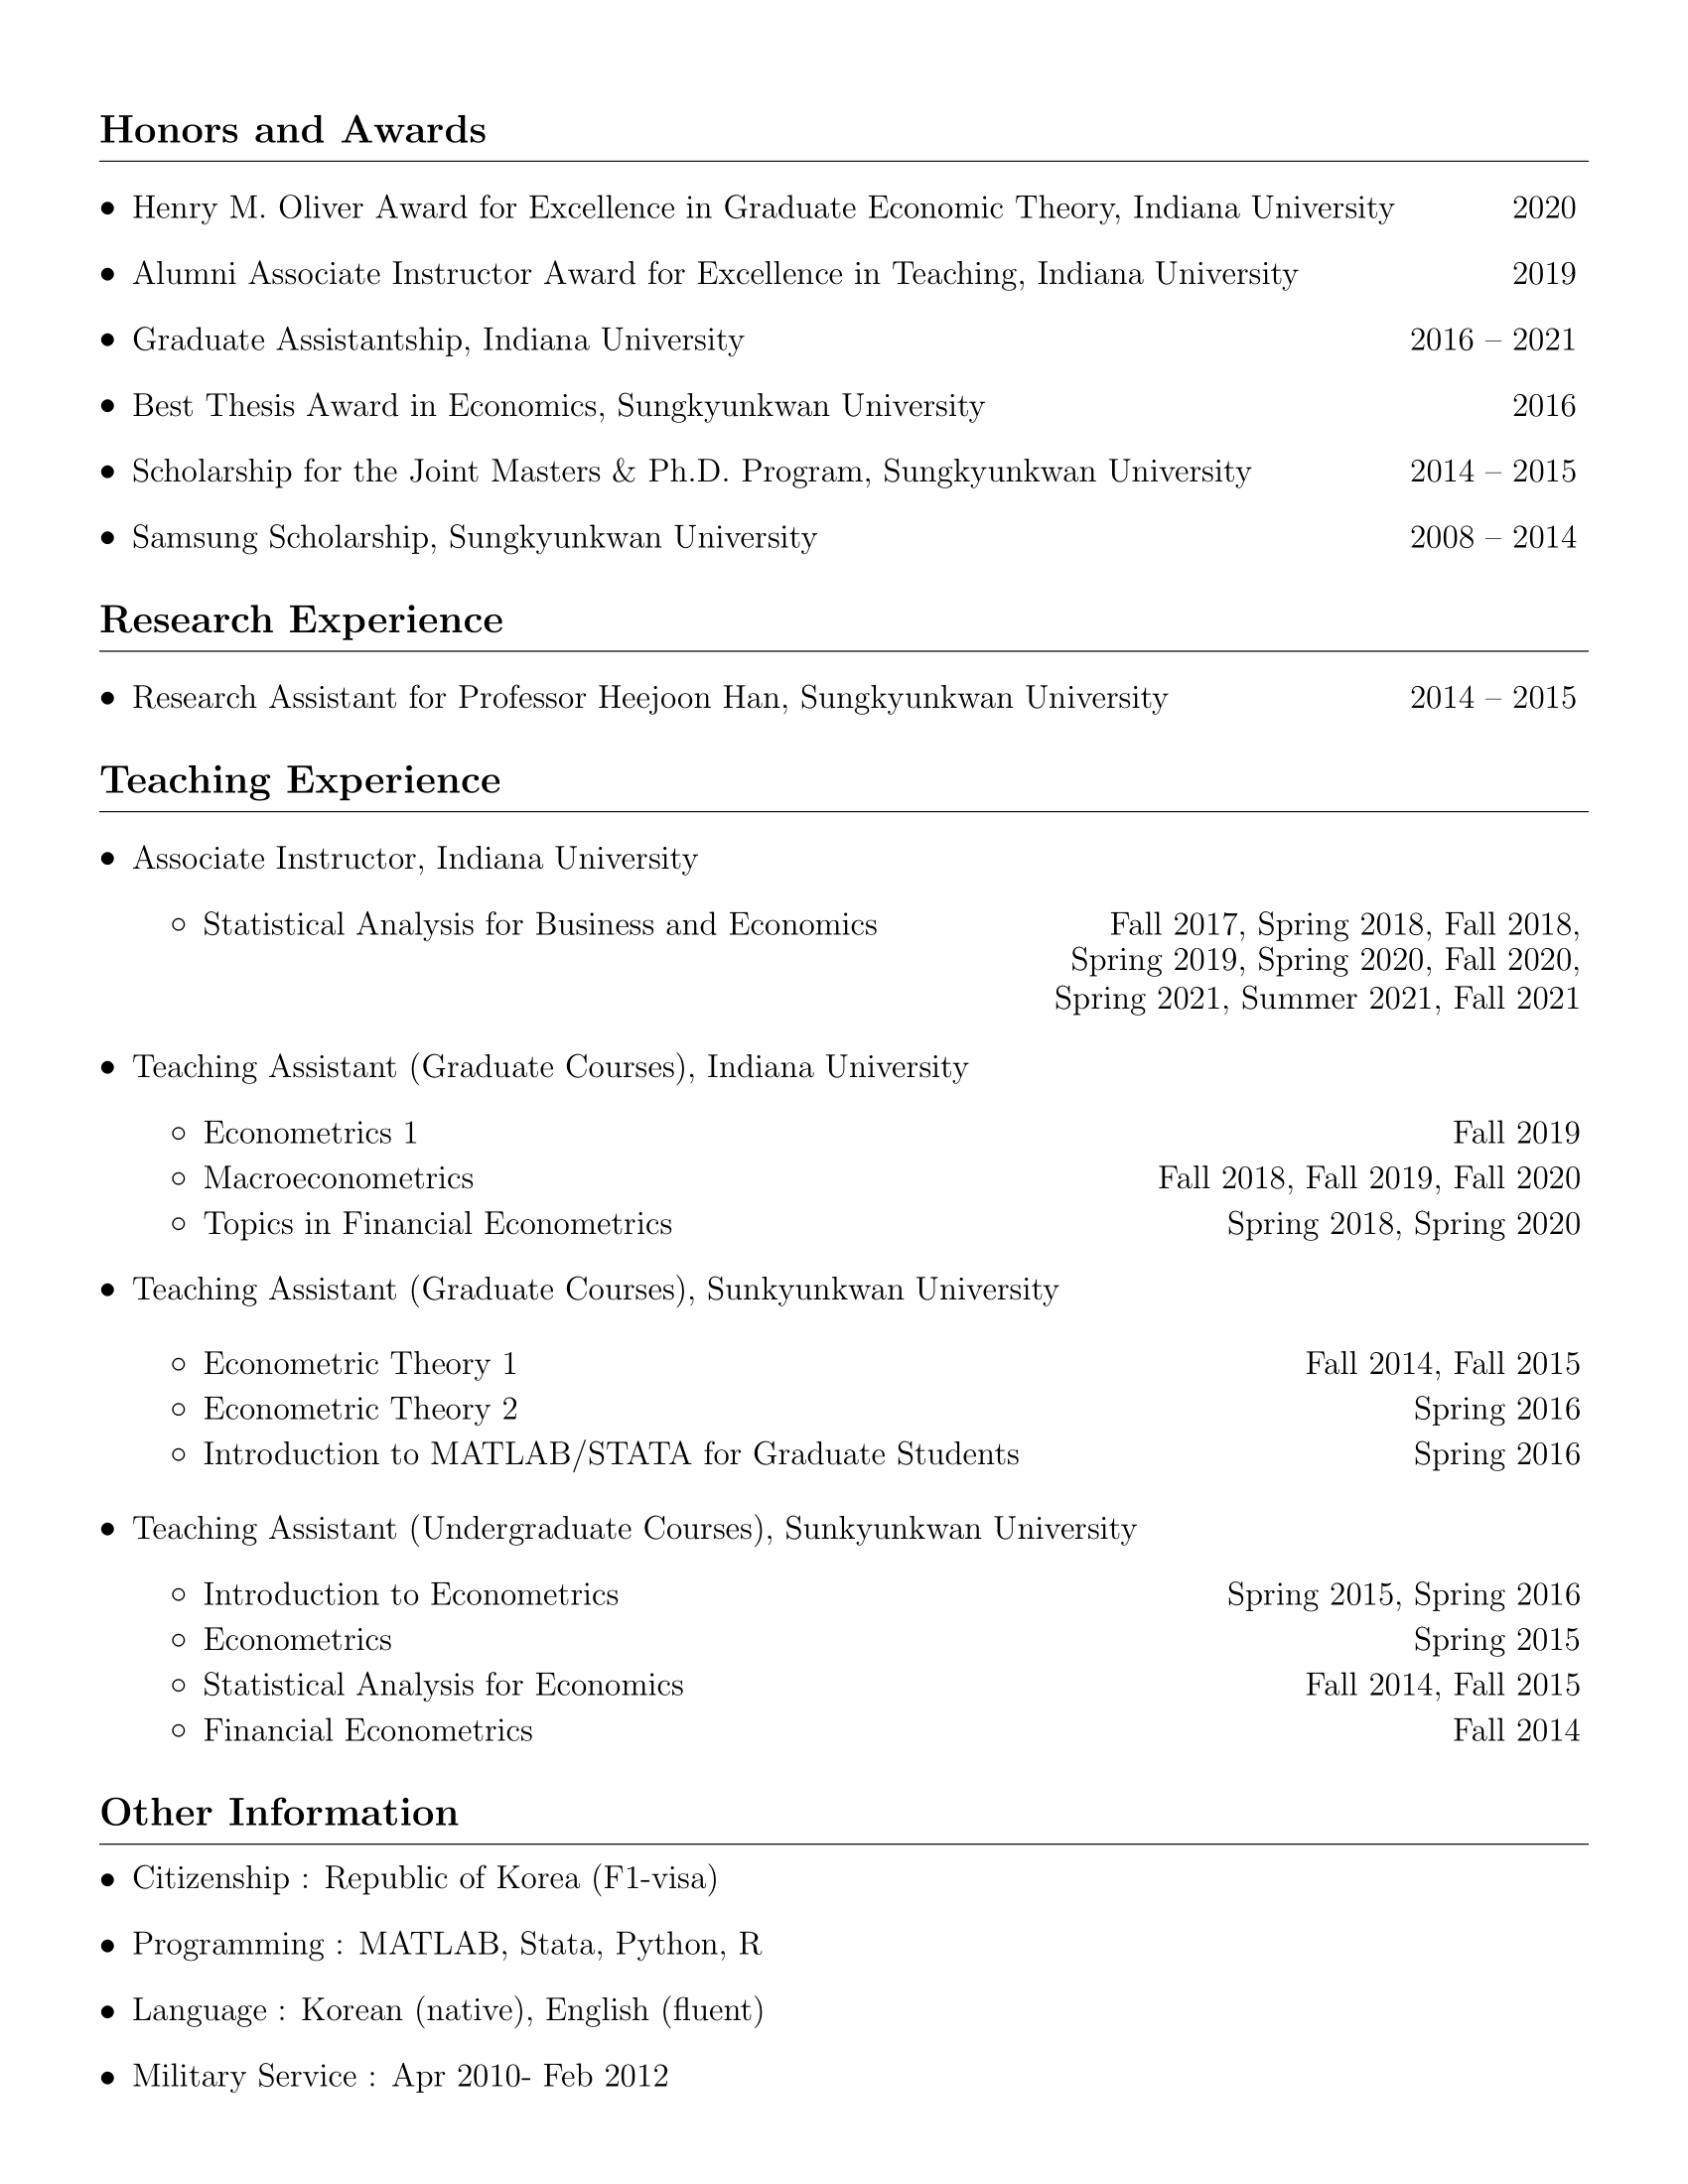 Honors and Awards
• Henry M. Oliver Award for Excellence in Graduate Economic Theory, Indiana University 2020
• Alumni Associate Instructor Award for Excellence in Teaching, Indiana University 2019
• Graduate Assistantship, Indiana University 2016 – 2021
• Best Thesis Award in Economics, Sungkyunkwan University 2016
• Scholarship for the Joint Masters & Ph.D. Program, Sungkyunkwan University 2014 – 2015
• Samsung Scholarship, Sungkyunkwan University 2008 – 2014
Research Experience
• Research Assistant for Professor Heejoon Han, Sungkyunkwan University 2014 – 2015
Teaching Experience
• Associate Instructor, Indiana University
◦ Statistical Analysis for Business and Economics Fall 2017, Spring 2018, Fall 2018,
Spring 2019, Spring 2020, Fall 2020,
Spring 2021, Summer 2021, Fall 2021
• Teaching Assistant (Graduate Courses), Indiana University
◦ Econometrics 1 Fall 2019
◦ Macroeconometrics Fall 2018, Fall 2019, Fall 2020
◦ Topics in Financial Econometrics Spring 2018, Spring 2020
• Teaching Assistant (Graduate Courses), Sunkyunkwan University
◦ Econometric Theory 1 Fall 2014, Fall 2015
◦ Econometric Theory 2 Spring 2016
◦ Introduction to MATLAB/STATA for Graduate Students Spring 2016
• Teaching Assistant (Undergraduate Courses), Sunkyunkwan University
◦ Introduction to Econometrics Spring 2015, Spring 2016
◦ Econometrics Spring 2015
◦ Statistical Analysis for Economics Fall 2014, Fall 2015
◦ Financial Econometrics Fall 2014
Other Information
• Citizenship : Republic of Korea (F1-visa)
• Programming : MATLAB, Stata, Python, R
• Language : Korean (native), English (fluent)
• Military Service : Apr 2010- Feb 2012